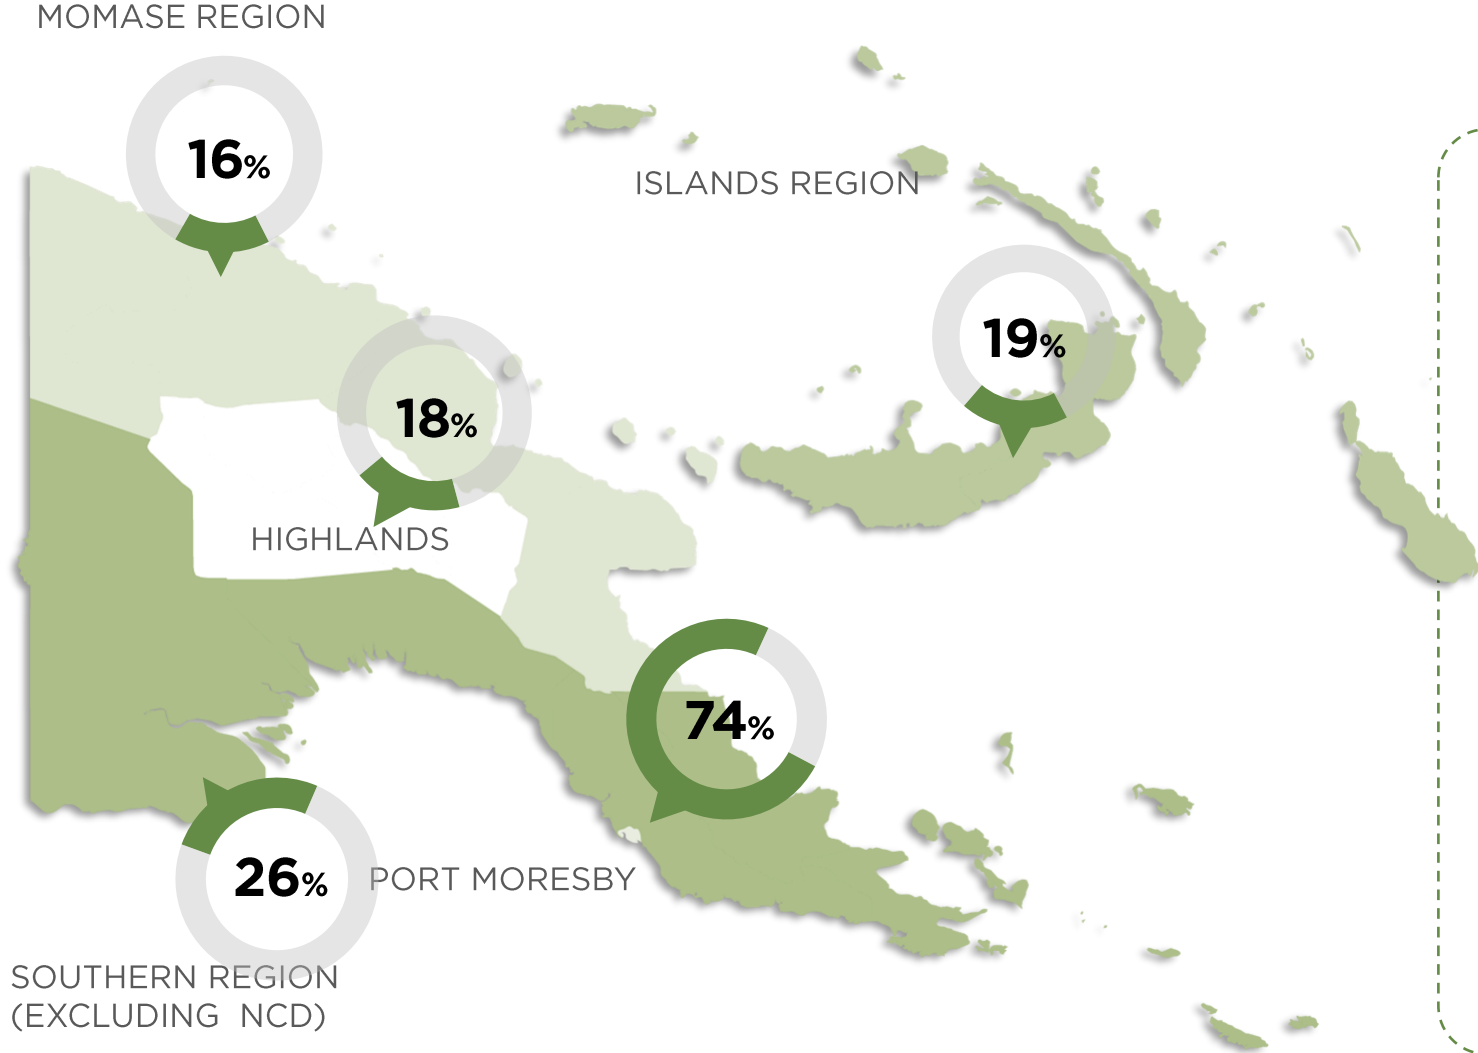 MOMASE REGION
16%
ISLANDS REGION
19%
18%
HIGHLANDS
74%
26%
PORT MORESBY
SOUTHERN REGION
(EXCLUDING NCD)